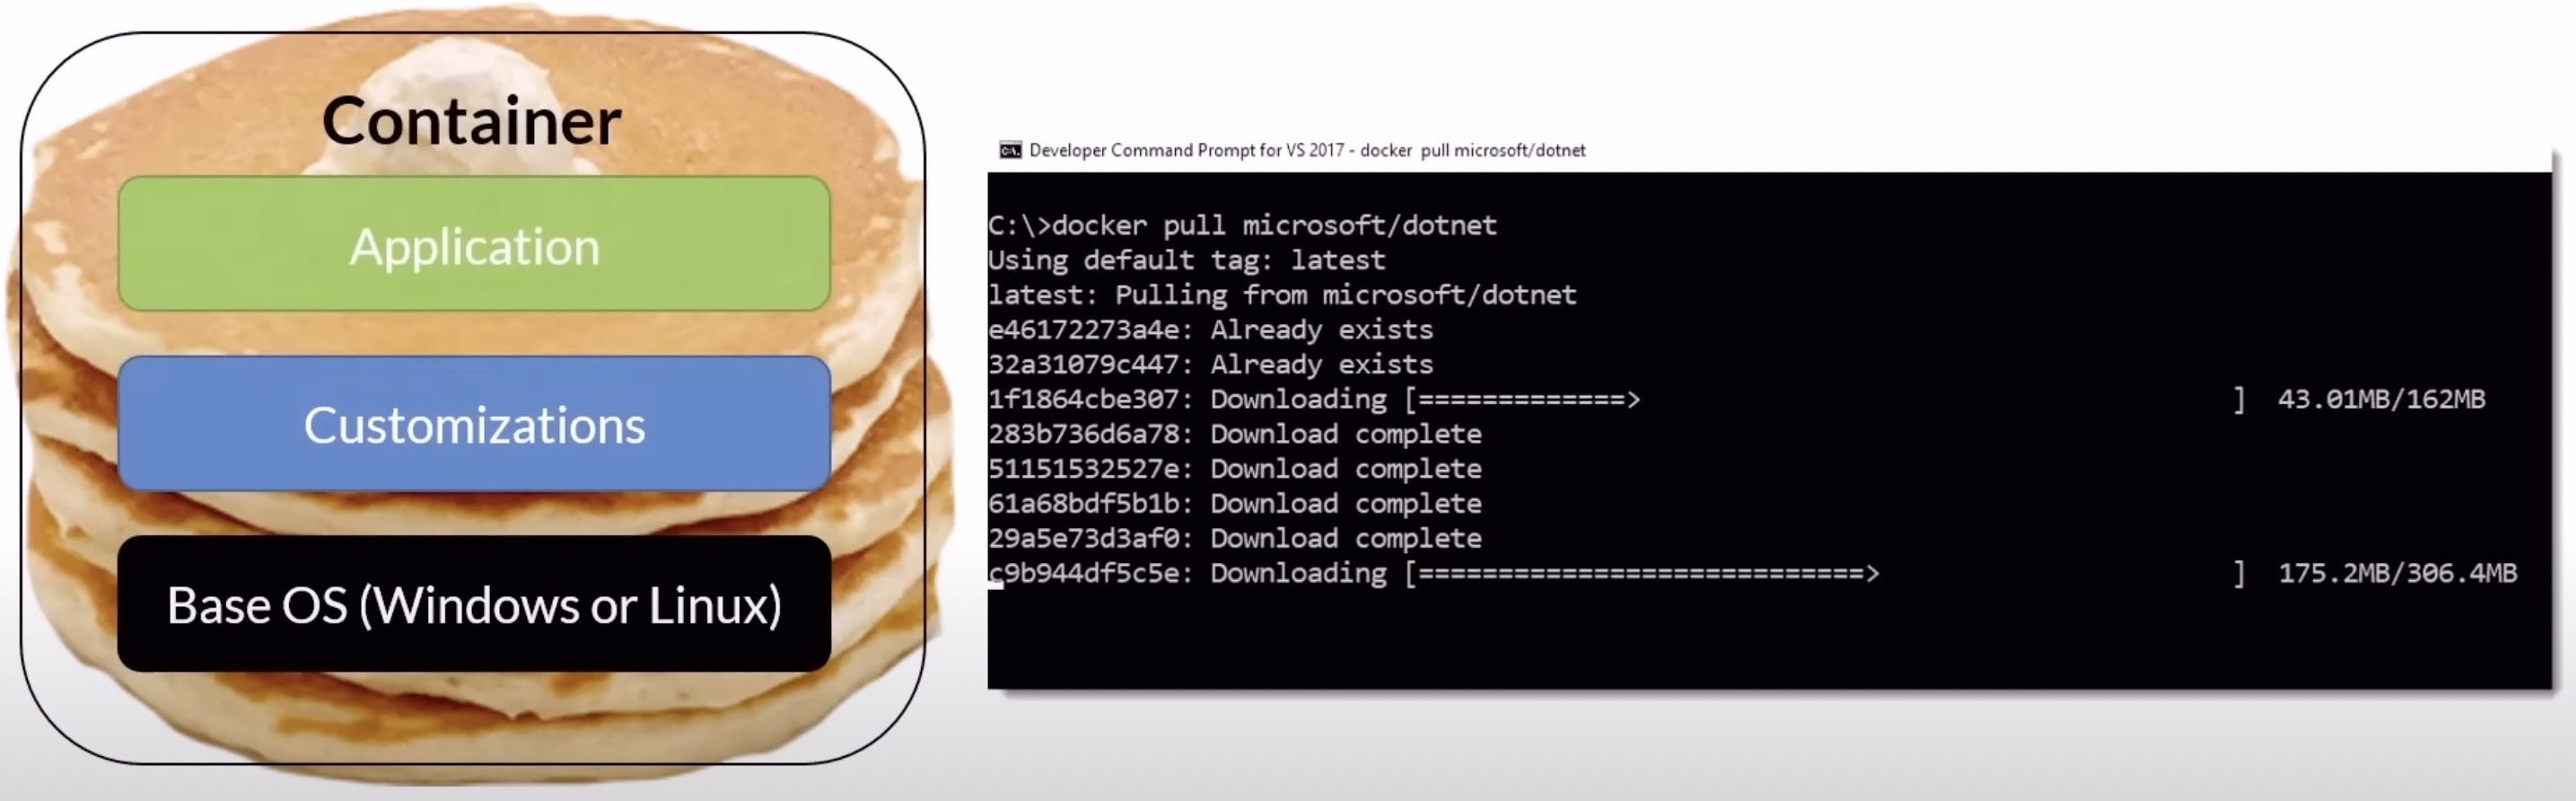 Container
Application
Customizations
Base OS (Windows or Linux)
C:\. Developer Command Prompt for VS 2017 - docker  pull microsoft/dotnet
C:\>docker pull microsoft/dotnet
Using default tag: latest
latest: Pulling from microsoft/dotnet
e46172273a4e: Already exists
32a31079c447: Already exists
1f1864cbe307: Downloading [=============>                                     ]  43.01MB/162MB
283b736d6a78: Download complete
51151532527e: Download complete
61a68bdf5b1b: Download complete
29a5e73d3af0: Download complete
c9b944df5c5e: Downloading [============================>                      ]  175.2MB/306.4MB